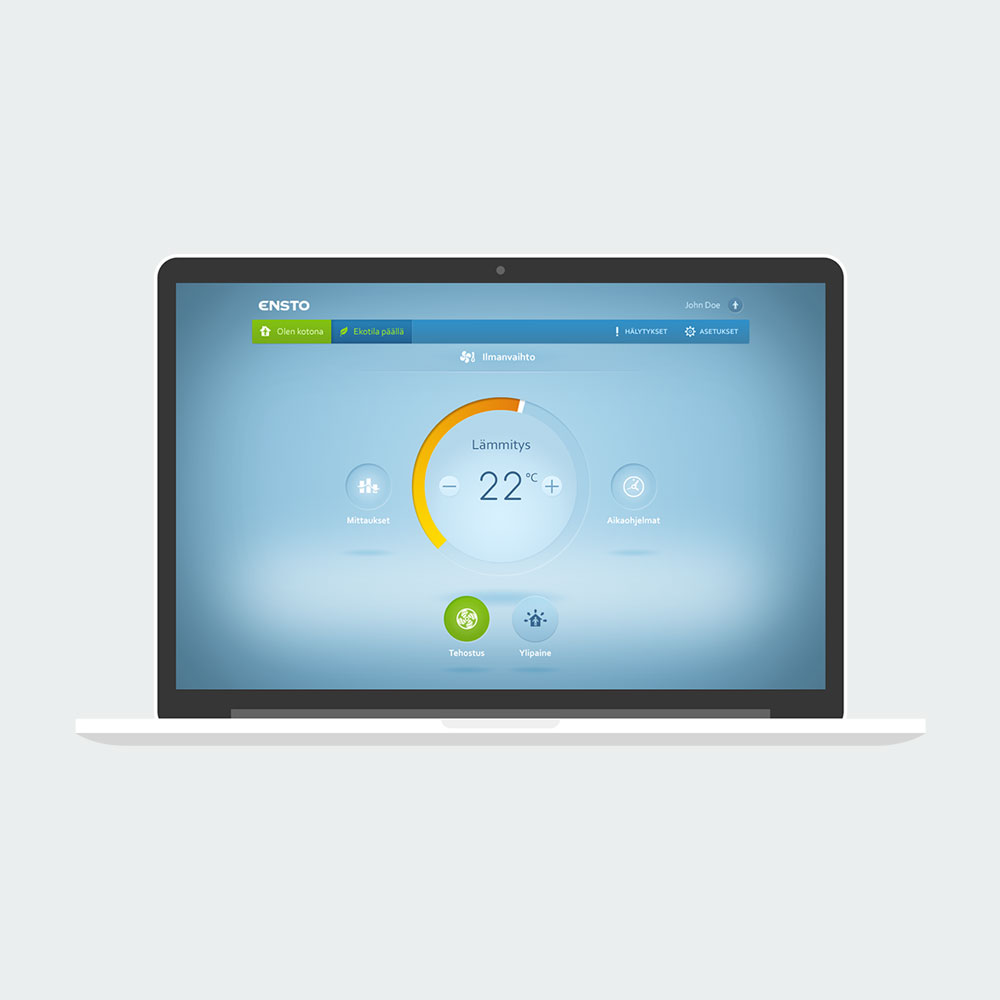 ENSTO
John Doe
Olen kotona
Ekotila päällä
HÄLYTYKSET
ASETUKSET
Ilmanvaihto
Lämmitys
22 °C
Mittaukset
Aikaohjelmat
Tehostus
Ylipaine